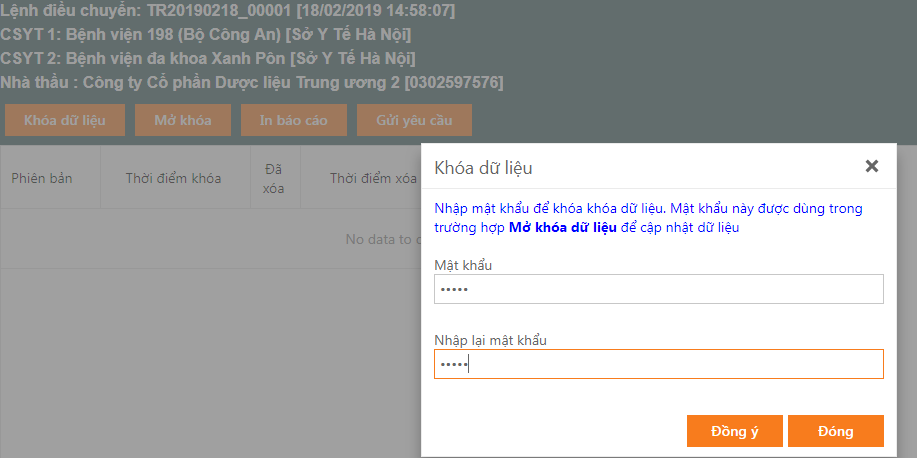 Lệnh điều chuyển: TR20190218_00001 [18/02/2019 14:58:07]
CSYT 1: Bệnh viện 198 (Bộ Công An) [Sở Y Tế Hà Nội]
CSYT 2: Bệnh viện đa khoa Xanh Pôn [Sở Y Tế Hà Nội]
Nhà thầu : Công ty Cổ phần Dược liệu Trung ương 2 [0302597576]
Khóa dữ liệu Mở khóa In báo cáo Gửi yêu cầu
Phiên bản Thời điểm khóa Đã xóa Thời điểm xóa
No data to
Khóa dữ liệu
Nhập mật khẩu để khóa khóa dữ liệu. Mật khẩu này được dùng trong
trường hợp Mở khóa dữ liệu để cập nhật dữ liệu
Mật khẩu
•••••
Nhập lại mật khẩu
•••••
Đồng ý Đóng